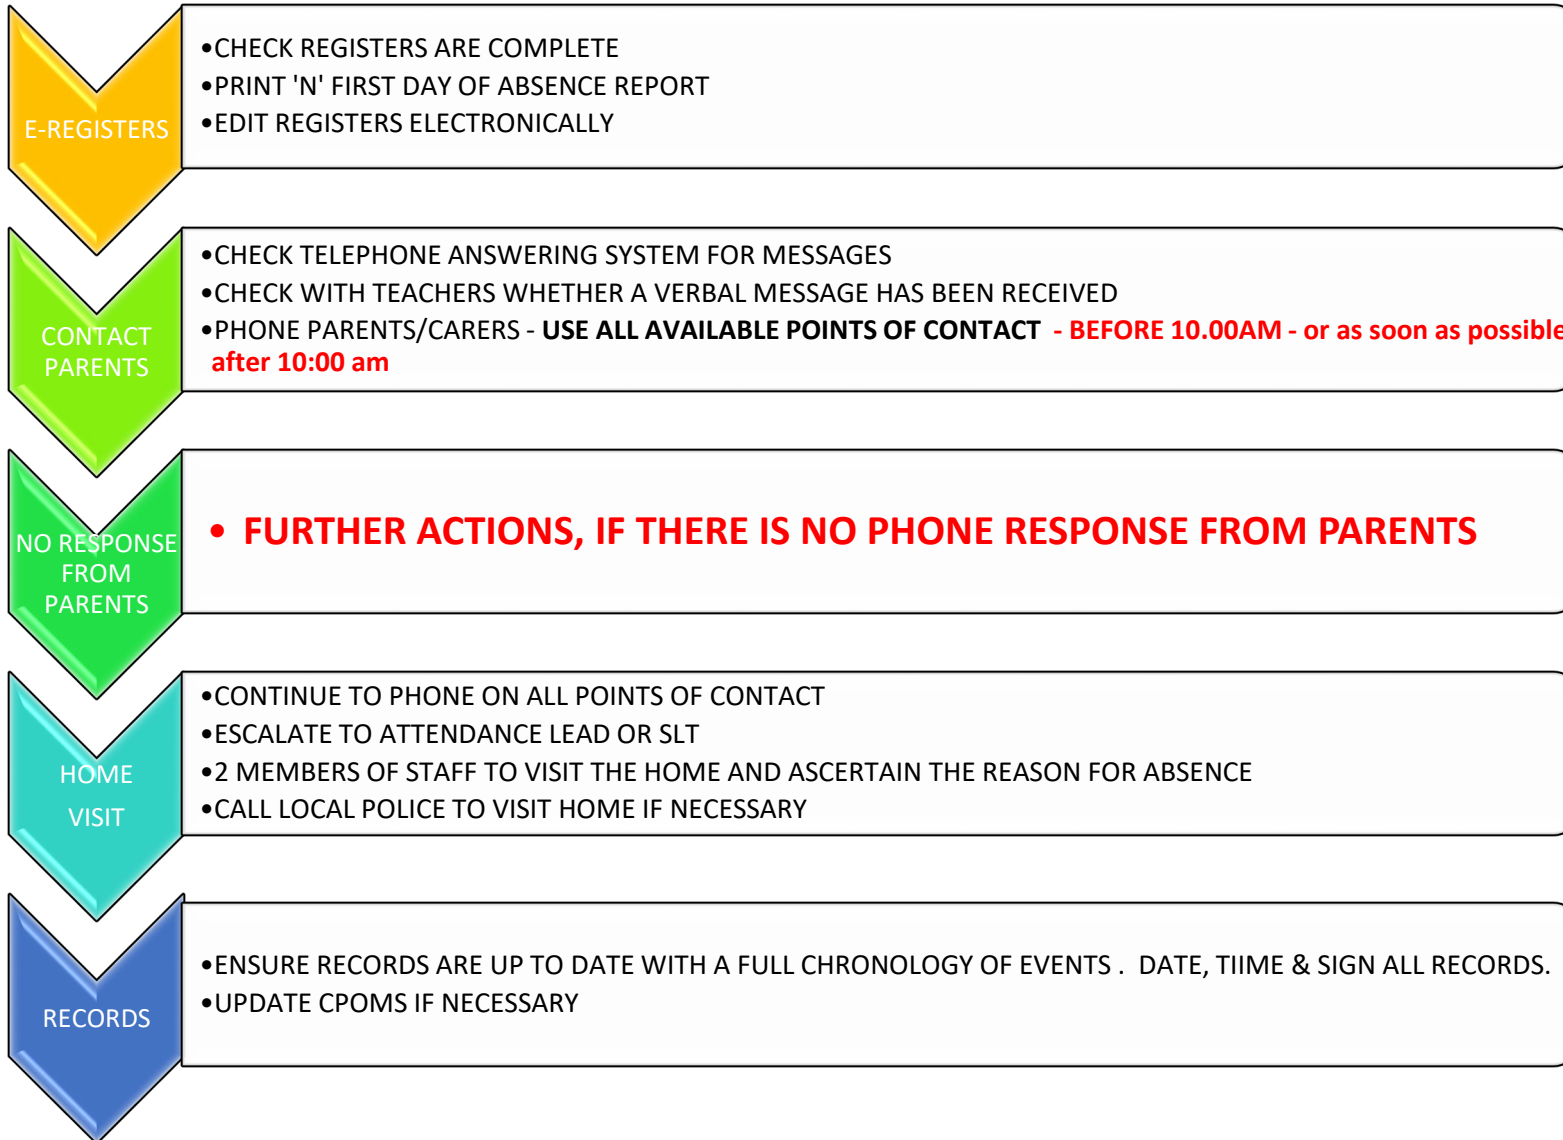 E-REGISTERS
•CHECK REGISTERS ARE COMPLETE
•PRINT 'N' FIRST DAY OF ABSENCE REPORT
•EDIT REGISTERS ELECTRONICALLY
CONTACT
PARENTS
•CHECK TELEPHONE ANSWERING SYSTEM FOR MESSAGES
•CHECK WITH TEACHERS WHETHER A VERBAL MESSAGE HAS BEEN RECEIVED
•PHONE PARENTS/CARERS - USE ALL AVAILABLE POINTS OF CONTACT - BEFORE 10.00AM - or as soon as possible
after 10:00 am
NO RESPONSE
FROM
PARENTS
• FURTHER ACTIONS, IF THERE IS NO PHONE RESPONSE FROM PARENTS
HOME
VISIT
•CONTINUE TO PHONE ON ALL POINTS OF CONTACT
•ESCALATE TO ATTENDANCE LEAD OR SLT
•2 MEMBERS OF STAFF TO VISIT THE HOME AND ASCERTAIN THE REASON FOR ABSENCE
•CALL LOCAL POLICE TO VISIT HOME IF NECESSARY
RECORDS
•ENSURE RECORDS ARE UP TO DATE WITH A FULL CHRONOLOGY OF EVENTS . DATE, TIIME & SIGN ALL RECORDS.
•UPDATE CPOMS IF NECESSARY